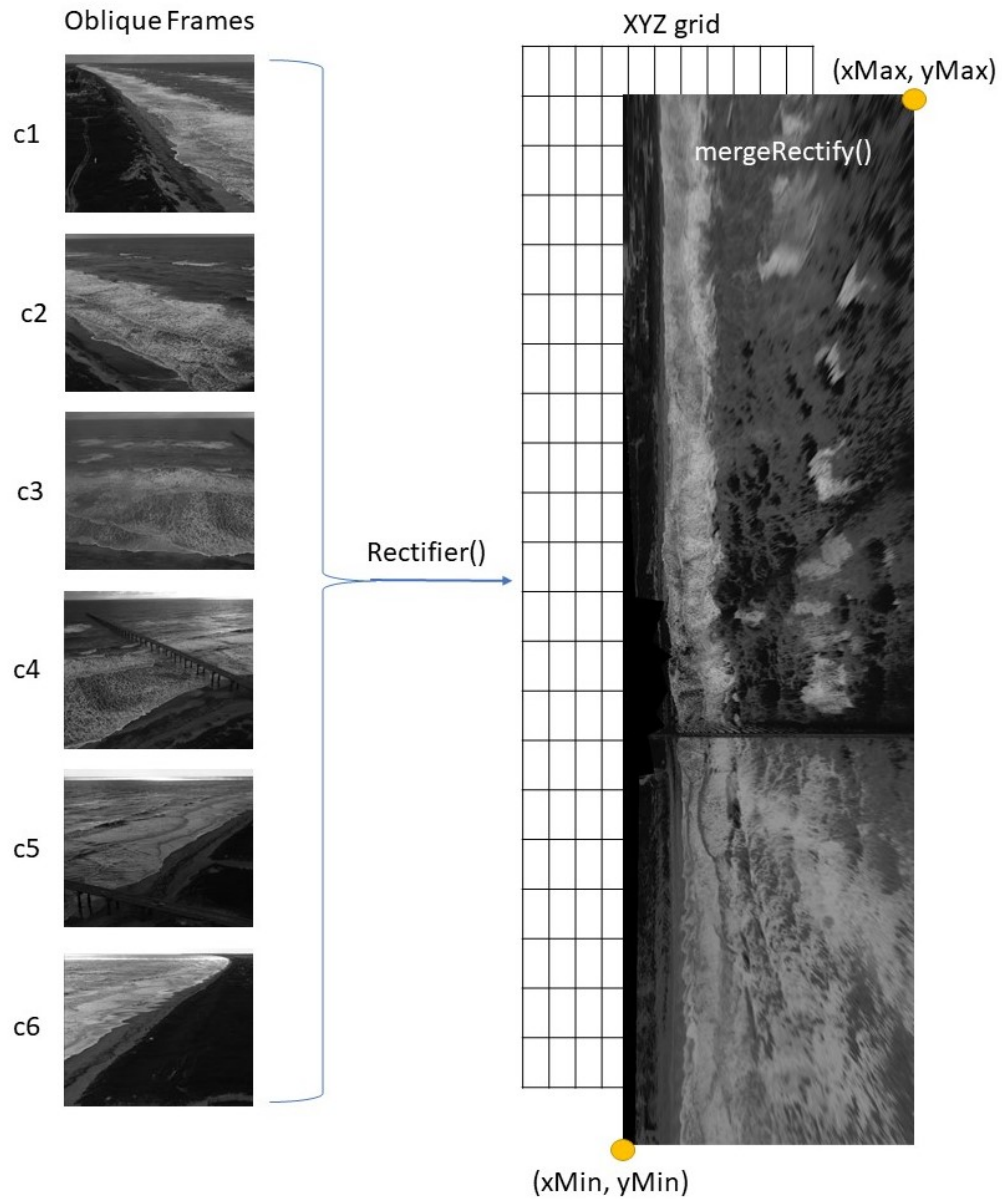 Oblique Frames
XYZ grid
(xMax, yMax)
c1
mergeRectify()
c2
c3
Rectifier()
c4
c5
c6
(xMin, yMin)